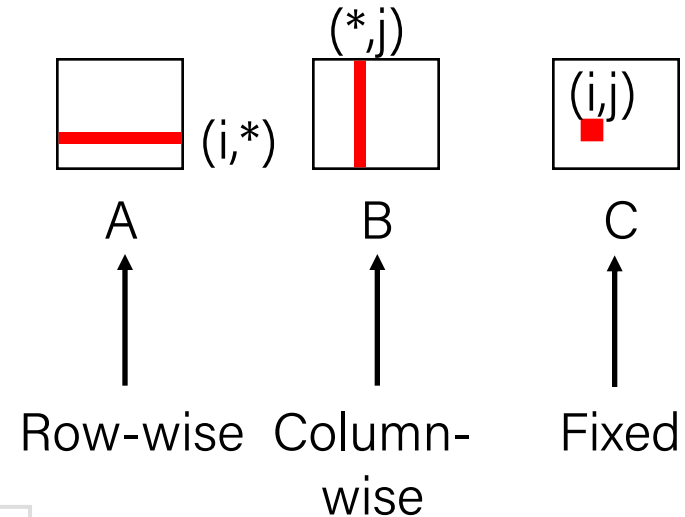 (*,j)
(i,j)
(i,*)
A B C
Row-wise Column-wise Fixed